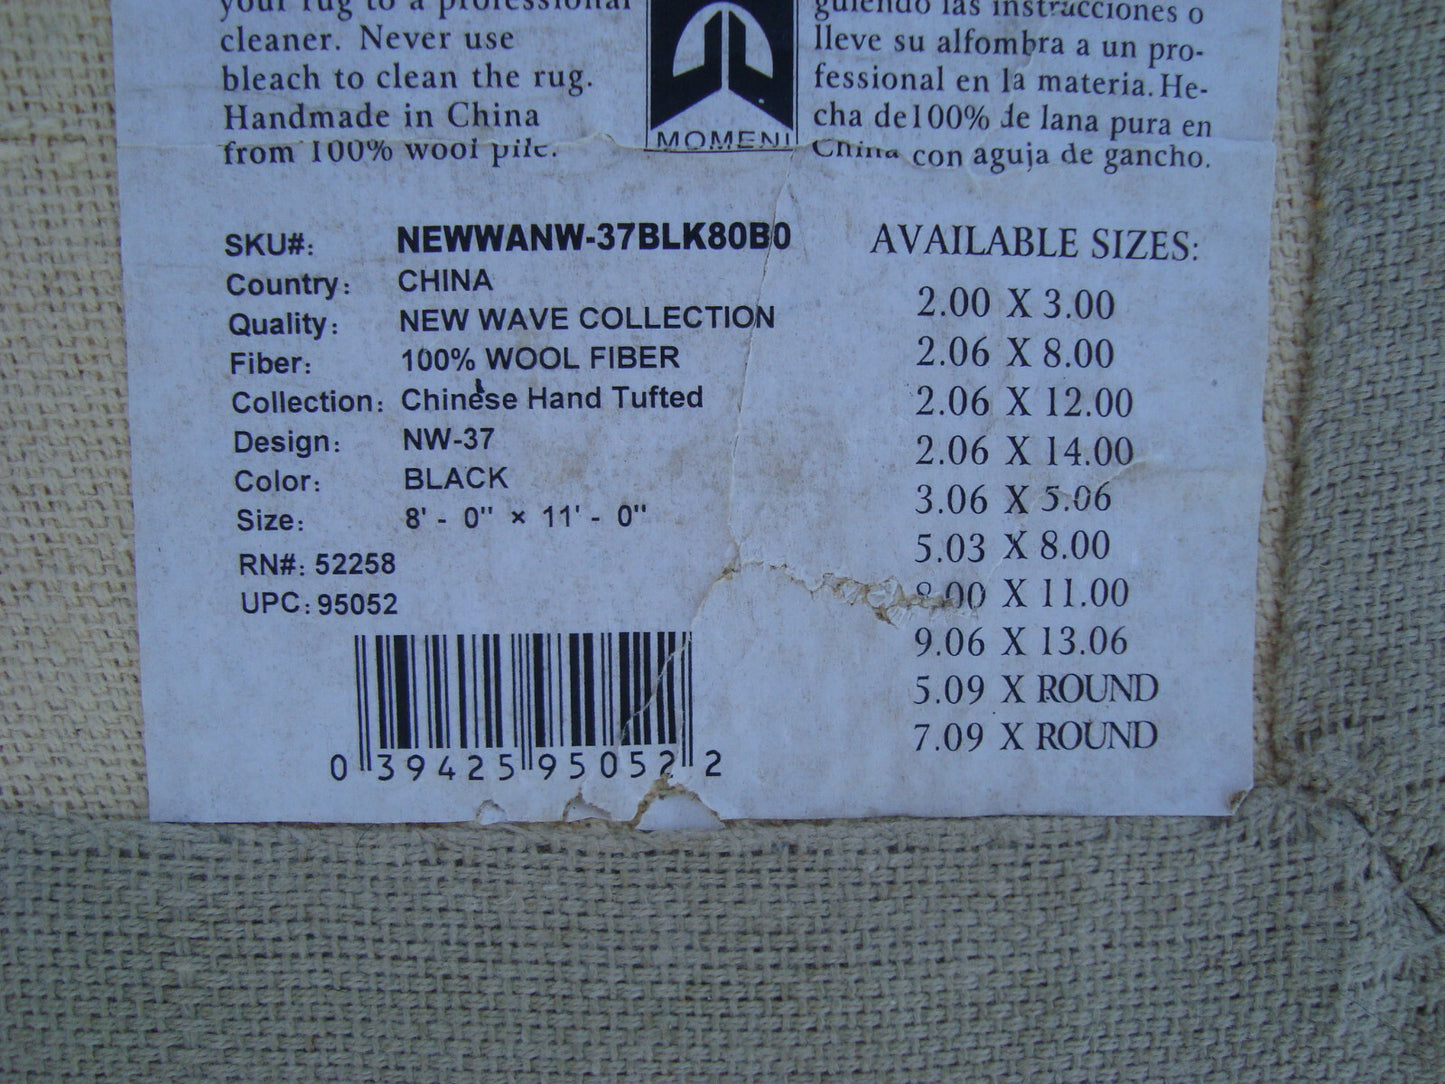 your rug to a professional
cleaner. Never use
bleach to clean the rug.
Handmade in China
from 100% wool pile.
MOMENI
guiendo las instrucciones o
lleve su alfombra a un pro-
fessional en la materia. He-
cha de100% de lana pura en
China con aguja de gancho.
SKU#: NEWWANW-37BLK80B0
Country: CHINA
Quality: NEW WAVE COLLECTION
Fiber: 100% WOOL FIBER
Collection: Chinese Hand Tufted
Design: NW-37
Color: BLACK
Size: 8' - 0" × 11' - 0"
RN#: 52258
UPC: 95052
0 39425 95052 2
AVAILABLE SIZES:
2.00 X 3.00
2.06 X 8.00
2.06 X 12.00
2.06 X 14.00
3.06 X 5.06
5.03 X 8.00
8.00 X 11.00
9.06 X 13.06
5.09 X ROUND
7.09 X ROUND